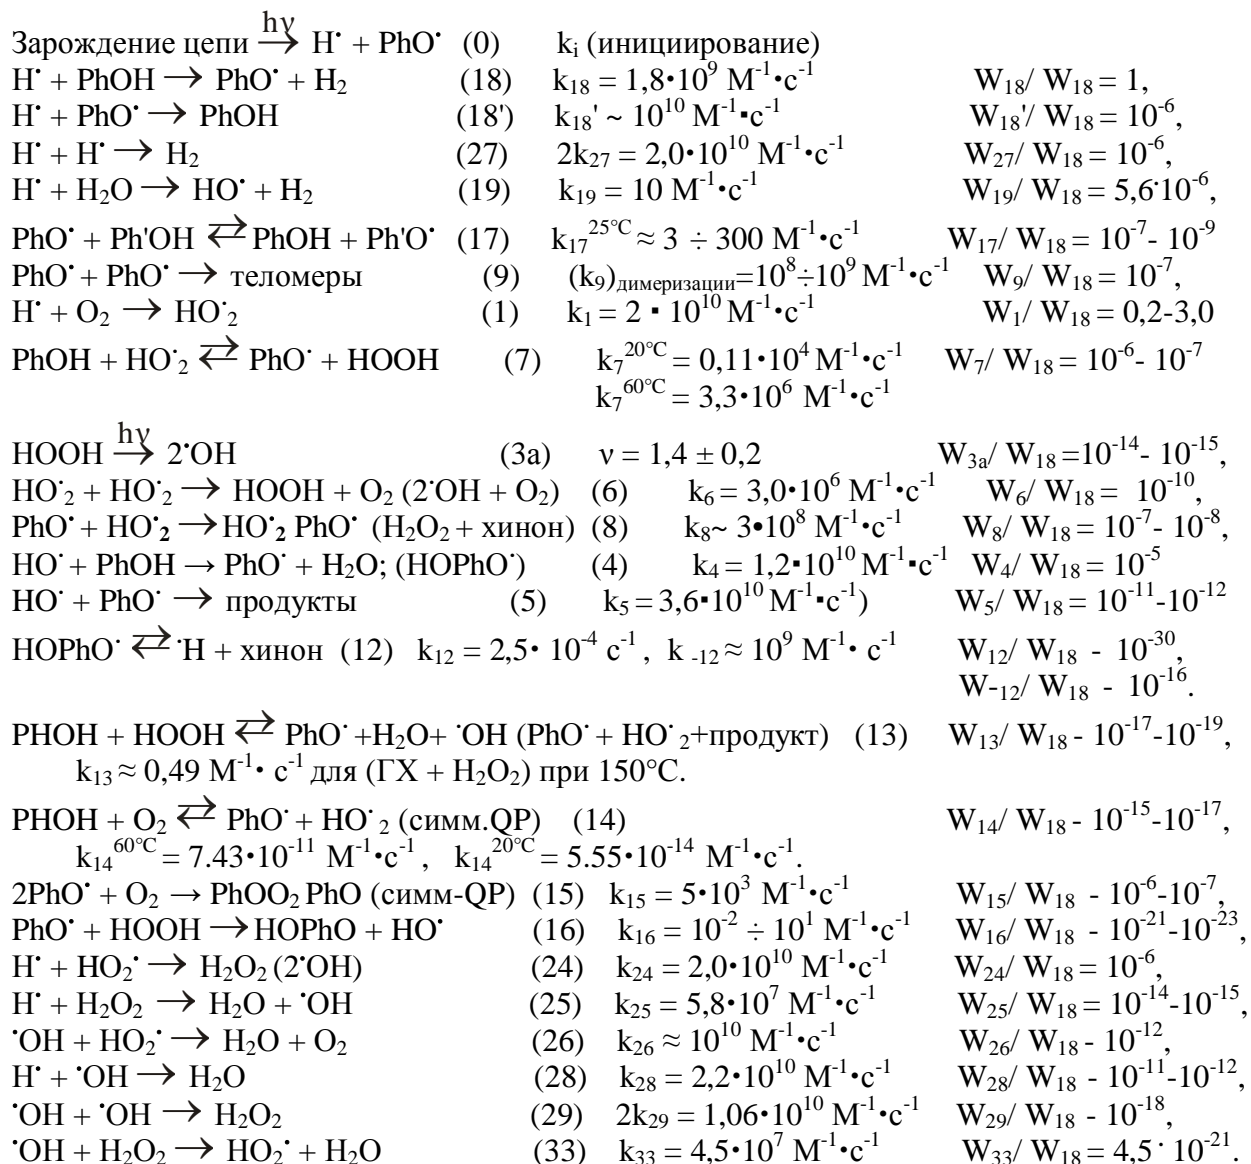 Зарождение цепи hν→ H˙ + PhO˙ (0) kᵢ (инициирование)
H˙ + PhOH → PhO˙ + H₂ (18) k₁₈ = 1,8•10⁹ M⁻¹•c⁻¹ W₁₈/ W₁₈ = 1,
H˙ + PhO˙ → PhOH (18') k₁₈' ~ 10¹⁰ M⁻¹▪c⁻¹ W₁₈'/ W₁₈ = 10⁻⁶,
H˙ + H˙ → H₂ (27) 2k₂₇ = 2,0•10¹⁰ M⁻¹•c⁻¹ W₂₇/ W₁₈ = 10⁻⁶,
H˙ + H₂O → HO˙ + H₂ (19) k₁₉ = 10 M⁻¹•c⁻¹ W₁₉/ W₁₈ = 5,6˙10⁻⁶,
PhO˙ + Ph'OH ⇄ PhOH + Ph'O˙ (17) k₁₇²⁵°ᶜ ≈ 3 ÷ 300 M⁻¹•c⁻¹ W₁₇/ W₁₈ = 10⁻⁷- 10⁻⁹
PhO˙ + PhO˙ → теломеры (9) (k₉)димеризации=10⁸÷10⁹ M⁻¹•c⁻¹ W₉/ W₁₈ = 10⁻⁷,
H˙ + O₂ → HO˙₂ (1) k₁ = 2 ▪ 10¹⁰ M⁻¹•c⁻¹ W₁/ W₁₈ = 0,2-3,0
PhOH + HO˙₂ ⇄ PhO˙ + HOOH (7) k₇²⁰°ᶜ = 0,11•10⁴ M⁻¹•c⁻¹ W₇/ W₁₈ = 10⁻⁶- 10⁻⁷
k₇⁶⁰°ᶜ = 3,3•10⁶ M⁻¹•c⁻¹
HOOH hν→ 2˙OH (3a) ν = 1,4 ± 0,2 W₃ₐ/ W₁₈ =10⁻¹⁴- 10⁻¹⁵,
HO˙₂ + HO˙₂ → HOOH + O₂ (2˙OH + O₂) (6) k₆ = 3,0•10⁶ M⁻¹•c⁻¹ W₆/ W₁₈ = 10⁻¹⁰,
PhO˙ + HO˙₂ → HO˙₂ PhO˙ (H₂O₂ + хинон) (8) k₈~ 3•10⁸ M⁻¹•c⁻¹ W₈/ W₁₈ = 10⁻⁷- 10⁻⁸,
HO˙ + PhOH → PhO˙ + H₂O; (HOPhO˙) (4) k₄ = 1,2▪10¹⁰ M⁻¹▪c⁻¹ W₄/ W₁₈ = 10⁻⁵
HO˙ + PhO˙ → продукты (5) k₅ = 3,6▪10¹⁰ M⁻¹▪c⁻¹) W₅/ W₁₈ = 10⁻¹¹-10⁻¹²
HOPhO˙ ⇄ ˙H + хинон (12) k₁₂ = 2,5• 10⁻⁴ c⁻¹ , k ₋₁₂ ≈ 10⁹ M⁻¹• c⁻¹ W₁₂/ W₁₈ - 10⁻³⁰,
W-₁₂/ W₁₈ - 10⁻¹⁶.
PHOH + HOOH ⇄ PhO˙ +H₂O+ ˙OH (PhO˙ + HO˙ ₂+продукт) (13) W₁₃/ W₁₈ - 10⁻¹⁷-10⁻¹⁹,
k₁₃ ≈ 0,49 M⁻¹• c⁻¹ для (ГХ + H₂O₂) при 150°С.
PHOH + O₂ ⇄ PhO˙ + HO˙ ₂ (симм.QP) (14) W₁₄/ W₁₈ - 10⁻¹⁵-10⁻¹⁷,
k₁₄⁶⁰°ᶜ = 7.43•10⁻¹¹ M⁻¹•c⁻¹ , k₁₄²⁰°ᶜ = 5.55•10⁻¹⁴ M⁻¹•c⁻¹.
2PhO˙ + O₂ → PhOO₂ PhO (симм-QP) (15) k₁₅ = 5•10³ M⁻¹•c⁻¹ W₁₅/ W₁₈ - 10⁻⁶-10⁻⁷,
PhO˙ + HOOH → HOPhO + HO˙ (16) k₁₆ = 10⁻² ÷ 10¹ M⁻¹•c⁻¹ W₁₆/ W₁₈ - 10⁻²¹-10⁻²³,
H˙ + HO₂˙ → H₂O₂ (2˙OH) (24) k₂₄ = 2,0•10¹⁰ M⁻¹•c⁻¹ W₂₄/ W₁₈ = 10⁻⁶,
H˙ + H₂O₂ → H₂O + ˙OH (25) k₂₅ = 5,8•10⁷ M⁻¹•c⁻¹ W₂₅/ W₁₈ = 10⁻¹⁴-10⁻¹⁵,
˙OH + HO₂˙ → H₂O + O₂ (26) k₂₆ ≈ 10¹⁰ M⁻¹•c⁻¹ W₂₆/ W₁₈ - 10⁻¹²,
H˙ + ˙OH → H₂O (28) k₂₈ = 2,2•10¹⁰ M⁻¹•c⁻¹ W₂₈/ W₁₈ - 10⁻¹¹-10⁻¹²,
˙OH + ˙OH → H₂O₂ (29) 2k₂₉ = 1,06•10¹⁰ M⁻¹•c⁻¹ W₂₉/ W₁₈ - 10⁻¹⁸,
˙OH + H₂O₂ → HO₂˙ + H₂O (33) k₃₃ = 4,5•10⁷ M⁻¹•c⁻¹ W₃₃/ W₁₈ = 4,5˙ 10⁻²¹.